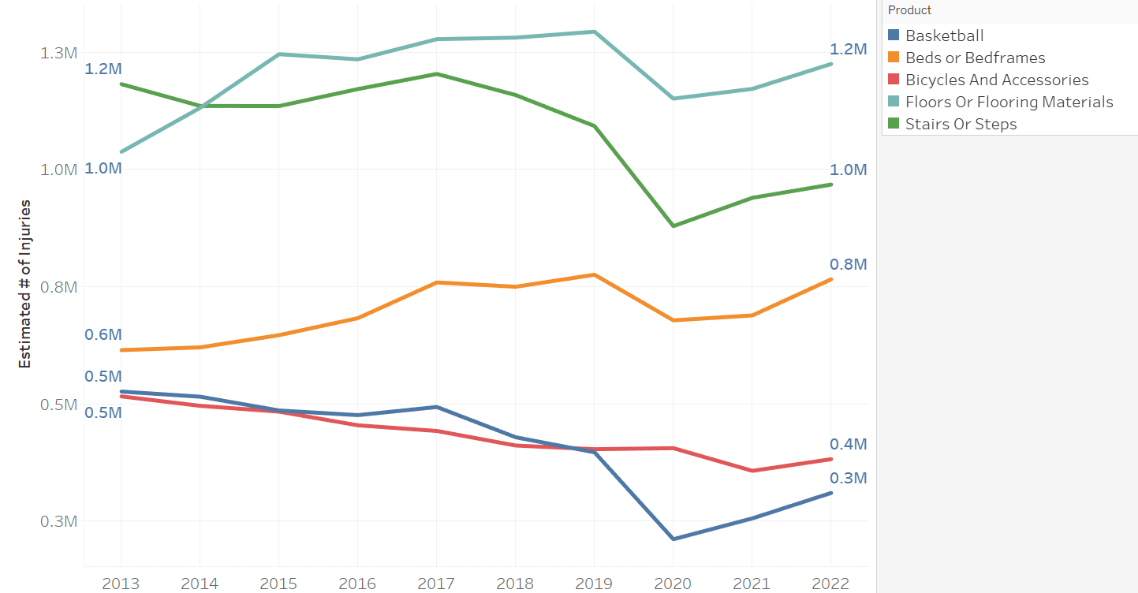 Product
Basketball
Beds or Bedframes
Bicycles And Accessories
Floors Or Flooring Materials
Stairs Or Steps
Estimated # of Injuries
1.3M
1.0M
0.8M
0.5M
0.3M
1.2M
1.0M
0.6M
0.5M
0.5M
1.2M
1.0M
0.8M
0.4M
0.3M
2013 2014 2015 2016 2017 2018 2019 2020 2021 2022